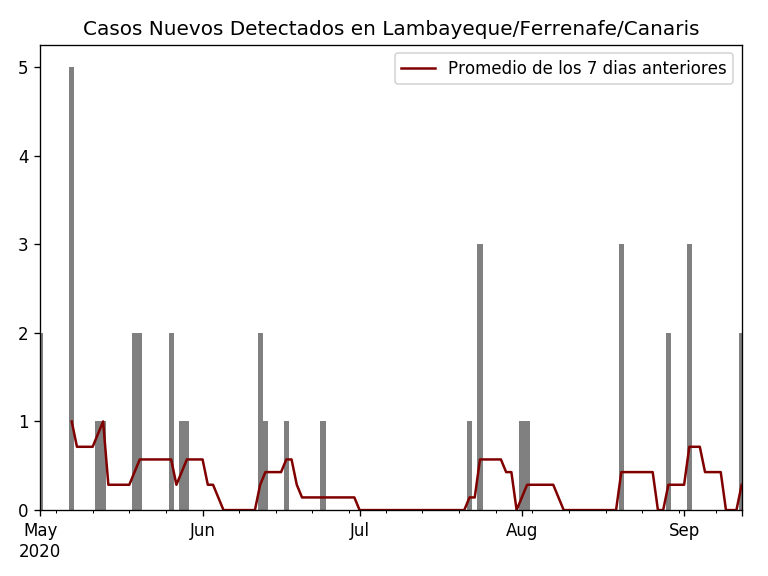 Casos Nuevos Detectados en Lambayeque/Ferrenafe/Canaris
Promedio de los 7 dias anteriores
5
4
3
2
1
0
May Jun Jul Aug Sep
2020